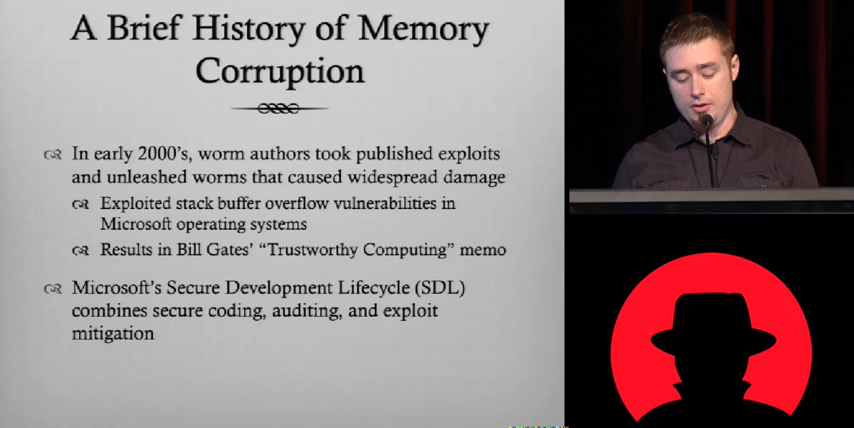 A Brief History of Memory
Corruption
In early 2000's, worm authors took published exploits
and unleashed worms that caused widespread damage
Exploited stack buffer overflow vulnerabilities in
Microsoft operating systems
Results in Bill Gates' “Trustworthy Computing” memo
Microsoft's Secure Development Lifecycle (SDL)
combines secure coding, auditing, and exploit
mitigation